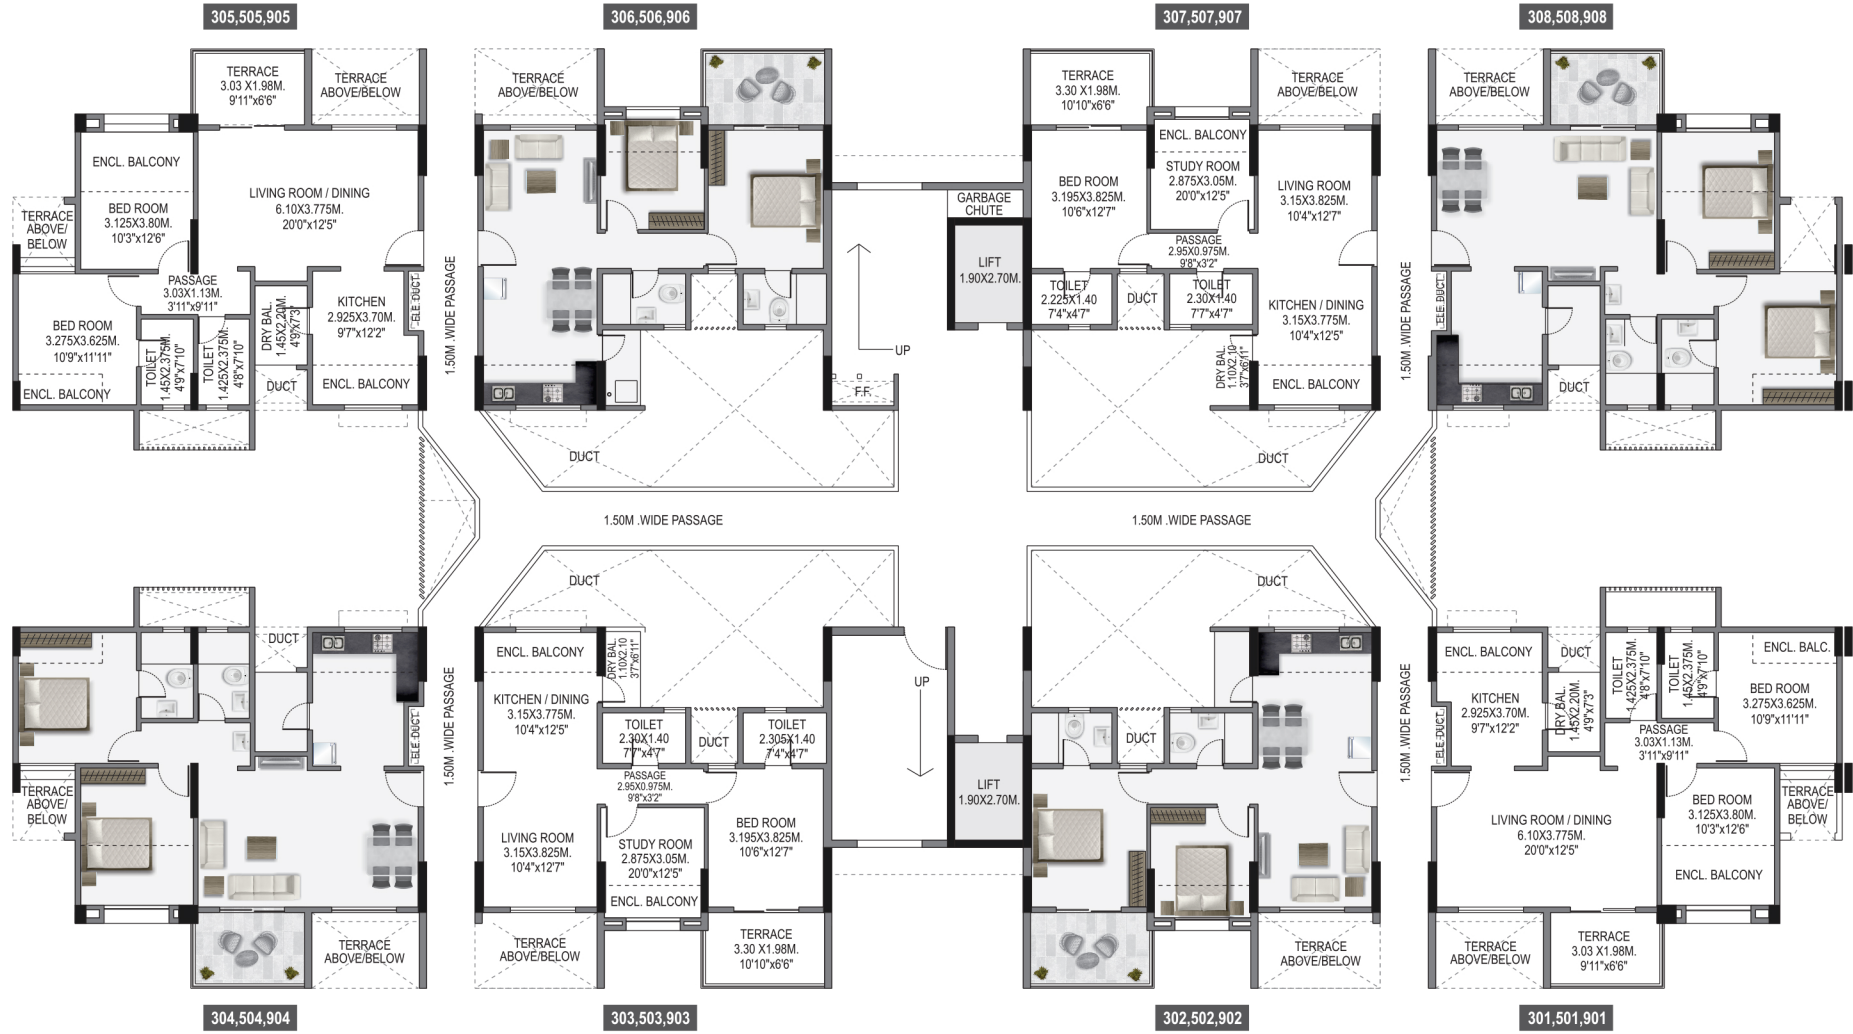 305,505,905
306,506,906
307,507,907
308,508,908
TERRACE
3.03 X1.98M.
9'11"x6'6"
TERRACE
ABOVE/BELOW
ENCL. BALCONY
BED ROOM
3.125X3.80M.
10'3"x12'6"
LIVING ROOM / DINING
6.10X3.775M.
20'0"x12'5"
TERRACE
ABOVE/
BELOW
PASSAGE
3.03X1.13M.
3'11"x9'11"
BED ROOM
3.275X3.625M.
10'9"x11'11"
ENCL. BALCONY
TOILET
1.45X2.375M.
4'9"x7'10"
TOILET
1.425X2.375M.
4'8"x7'10"
DRY BAL.
1.45X2.20M.
4'9"x7'3"
DUCT
KITCHEN
2.925X3.70M.
9'7"x12'2"
ENCL. BALCONY
ELE.DUCT
1.50M .WIDE PASSAGE
TERRACE
ABOVE/BELOW
DUCT
UP
F.F.
GARBAGE
CHUTE
LIFT
1.90X2.70M.
TERRACE
3.30 X1.98M.
10'10"x6'6"
TERRACE
ABOVE/BELOW
BED ROOM
3.195X3.825M.
10'6"x12'7"
ENCL. BALCONY
STUDY ROOM
2.875X3.05M.
20'0"x12'5"
LIVING ROOM
3.15X3.825M.
10'4"x12'7"
PASSAGE
2.95X0.975M.
9'8"x3'2"
TOILET
2.225X1.40
7'4"x4'7"
DUCT
TOILET
2.30X1.40
7'7"x4'7"
KITCHEN / DINING
3.15X3.775M.
10'4"x12'5"
DRY BAL.
1.10X2.10
3'7"x6'11"
ENCL. BALCONY
DUCT
1.50M .WIDE PASSAGE
TERRACE
ABOVE/BELOW
ELE.DUCT
DUCT
1.50M .WIDE PASSAGE
1.50M .WIDE PASSAGE
DUCT
ELE.DUCT
TERRACE
ABOVE/
BELOW
TERRACE
ABOVE/BELOW
1.50M .WIDE PASSAGE
DUCT
ENCL. BALCONY
DRY BAL.
1.10X2.10
3'7"x6'11"
KITCHEN / DINING
3.15X3.775M.
10'4"x12'5"
TOILET
2.30X1.40
7'7"x4'7"
DUCT
TOILET
2.305X1.40
7'4"x4'7"
PASSAGE
2.95X0.975M.
9'8"x3'2"
LIVING ROOM
3.15X3.825M.
10'4"x12'7"
STUDY ROOM
2.875X3.05M.
20'0"x12'5"
ENCL. BALCONY
BED ROOM
3.195X3.825M.
10'6"x12'7"
TERRACE
ABOVE/BELOW
TERRACE
3.30 X1.98M.
10'10"x6'6"
UP
LIFT
1.90X2.70M.
DUCT
DUCT
TERRACE
ABOVE/BELOW
1.50M .WIDE PASSAGE
ENCL. BALCONY
DUCT
KITCHEN
2.925X3.70M.
9'7"x12'2"
ELE.DUCT
DRY BAL.
1.45X2.20M.
4'9"x7'3"
TOILET
1.425X2.375M.
4'8"x7'10"
TOILET
1.45X2.375M.
4'9"x7'10"
ENCL. BALC.
BED ROOM
3.275X3.625M.
10'9"x11'11"
PASSAGE
3.03X1.13M.
3'11"x9'11"
LIVING ROOM / DINING
6.10X3.775M.
20'0"x12'5"
BED ROOM
3.125X3.80M.
10'3"x12'6"
ENCL. BALCONY
TERRACE
ABOVE/
BELOW
TERRACE
ABOVE/BELOW
TERRACE
3.03 X1.98M.
9'11"x6'6"
304,504,904
303,503,903
302,502,902
301,501,901